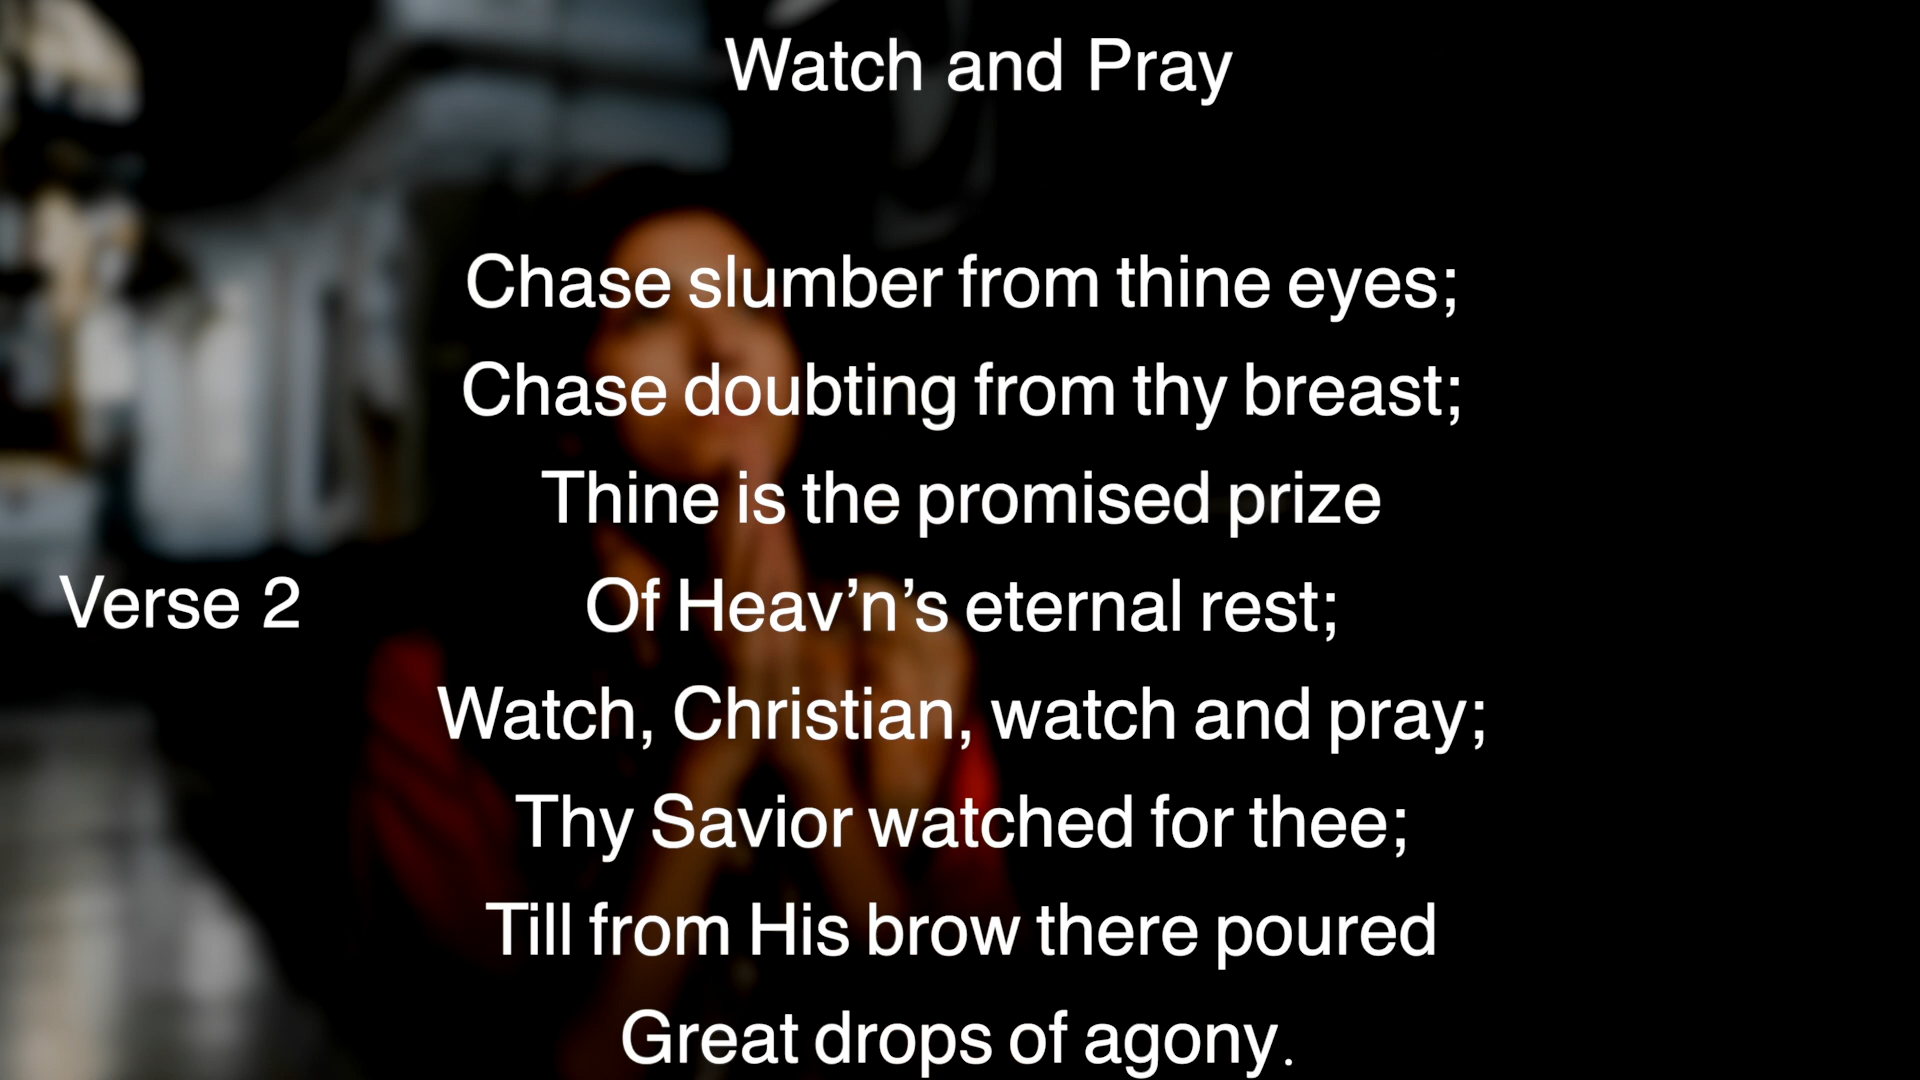 Watch and Pray
Chase slumber from thine eyes;
Chase doubting from thy breast;
Thine is the promised prize
Verse 2
Of Heav’n’s eternal rest;
Watch, Christian, watch and pray;
Thy Savior watched for thee;
Till from His brow there poured
Great drops of agony.